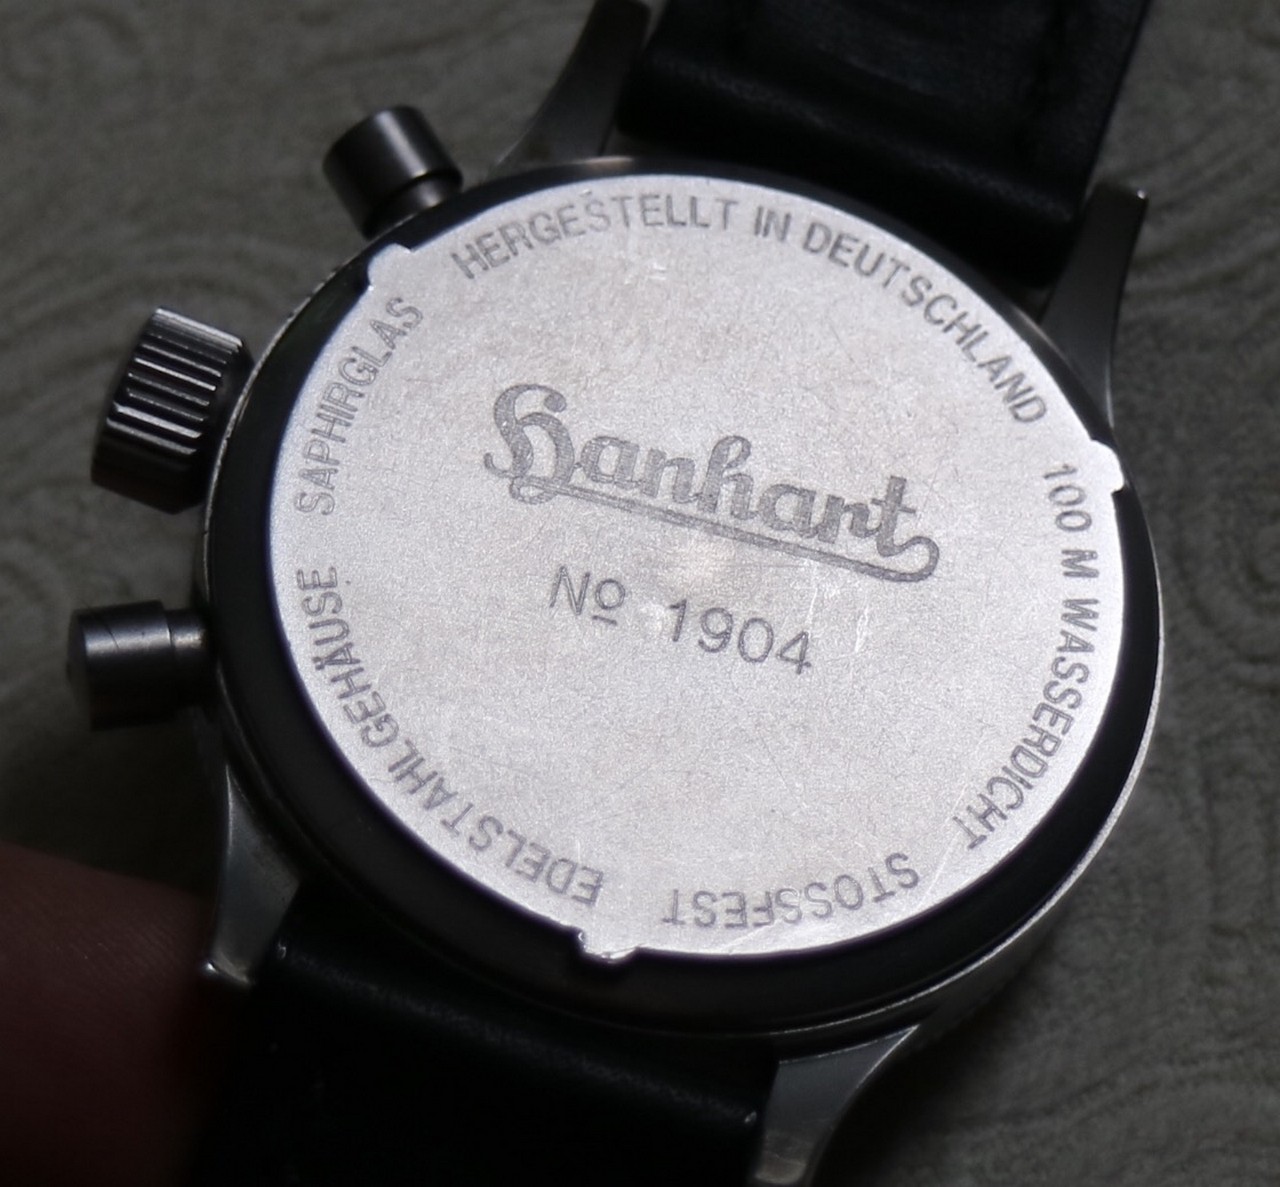 Hanhart
No 1904
HERGESTELLT IN DEUTSCHLAND
100 M WASSERDICHT
STOSSFEST
EDELSTAHLGEHÄUSE
SAPHIRGLAS